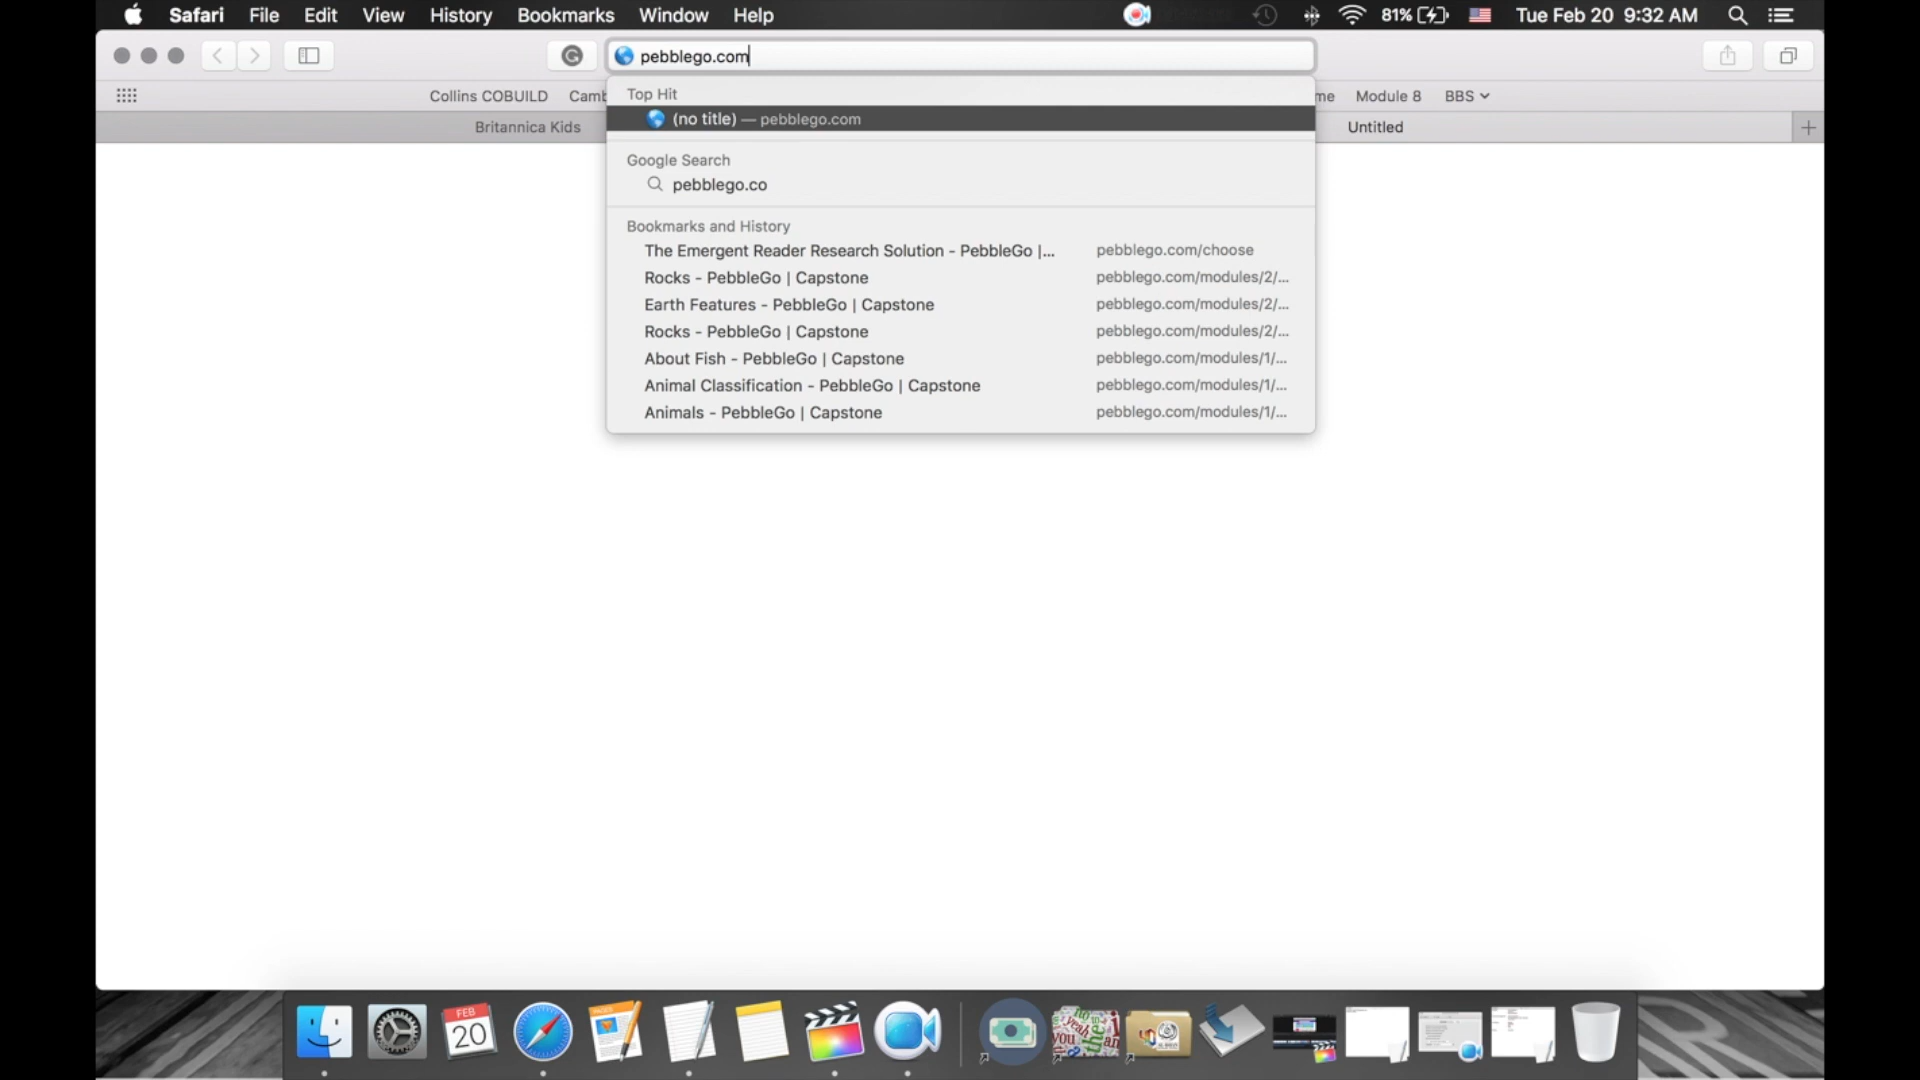 Safari File Edit View History Bookmarks Window Help 81% Tue Feb 20 9:32 AM
pebblego.com
Collins COBUILD Camb me Module 8 BBS
Britannica Kids Untitled
Top Hit
(no title) — pebblego.com
Google Search
pebblego.co
Bookmarks and History
The Emergent Reader Research Solution - PebbleGo |... pebblego.com/choose
Rocks - PebbleGo | Capstone pebblego.com/modules/2/...
Earth Features - PebbleGo | Capstone pebblego.com/modules/2/...
Rocks - PebbleGo | Capstone pebblego.com/modules/2/...
About Fish - PebbleGo | Capstone pebblego.com/modules/1/...
Animal Classification - PebbleGo | Capstone pebblego.com/modules/1/...
Animals - PebbleGo | Capstone pebblego.com/modules/1/...
FEB
20
PAGES
no
yeah
the
you